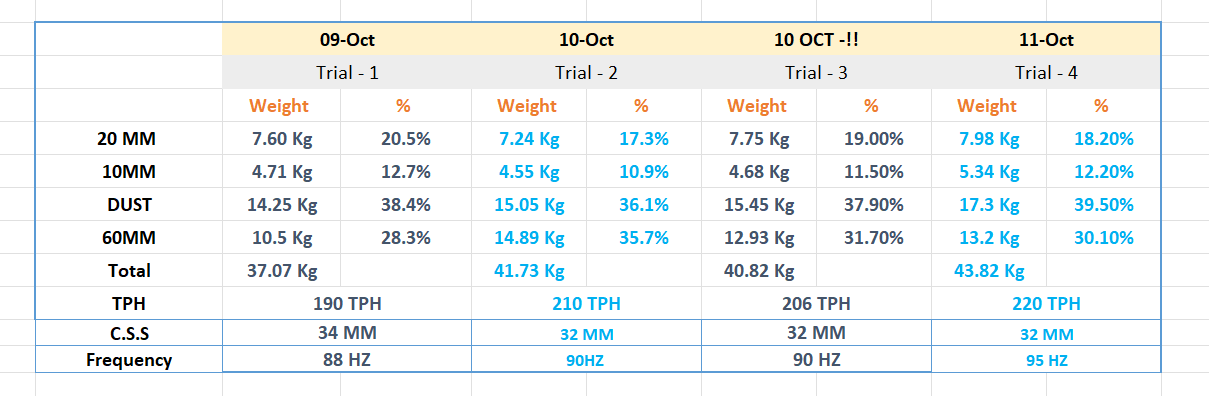 09-Oct 10-Oct 10 OCT -!! 11-Oct
Trial - 1 Trial - 2 Trial - 3 Trial - 4
Weight % Weight % Weight % Weight %
20 MM 7.60 Kg 20.5% 7.24 Kg 17.3% 7.75 Kg 19.00% 7.98 Kg 18.20%
10MM 4.71 Kg 12.7% 4.55 Kg 10.9% 4.68 Kg 11.50% 5.34 Kg 12.20%
DUST 14.25 Kg 38.4% 15.05 Kg 36.1% 15.45 Kg 37.90% 17.3 Kg 39.50%
60MM 10.5 Kg 28.3% 14.89 Kg 35.7% 12.93 Kg 31.70% 13.2 Kg 30.10%
Total 37.07 Kg 41.73 Kg 40.82 Kg 43.82 Kg
TPH 190 TPH 210 TPH 206 TPH 220 TPH
C.S.S 34 MM 32 MM 32 MM 32 MM
Frequency 88 HZ 90HZ 90 HZ 95 HZ